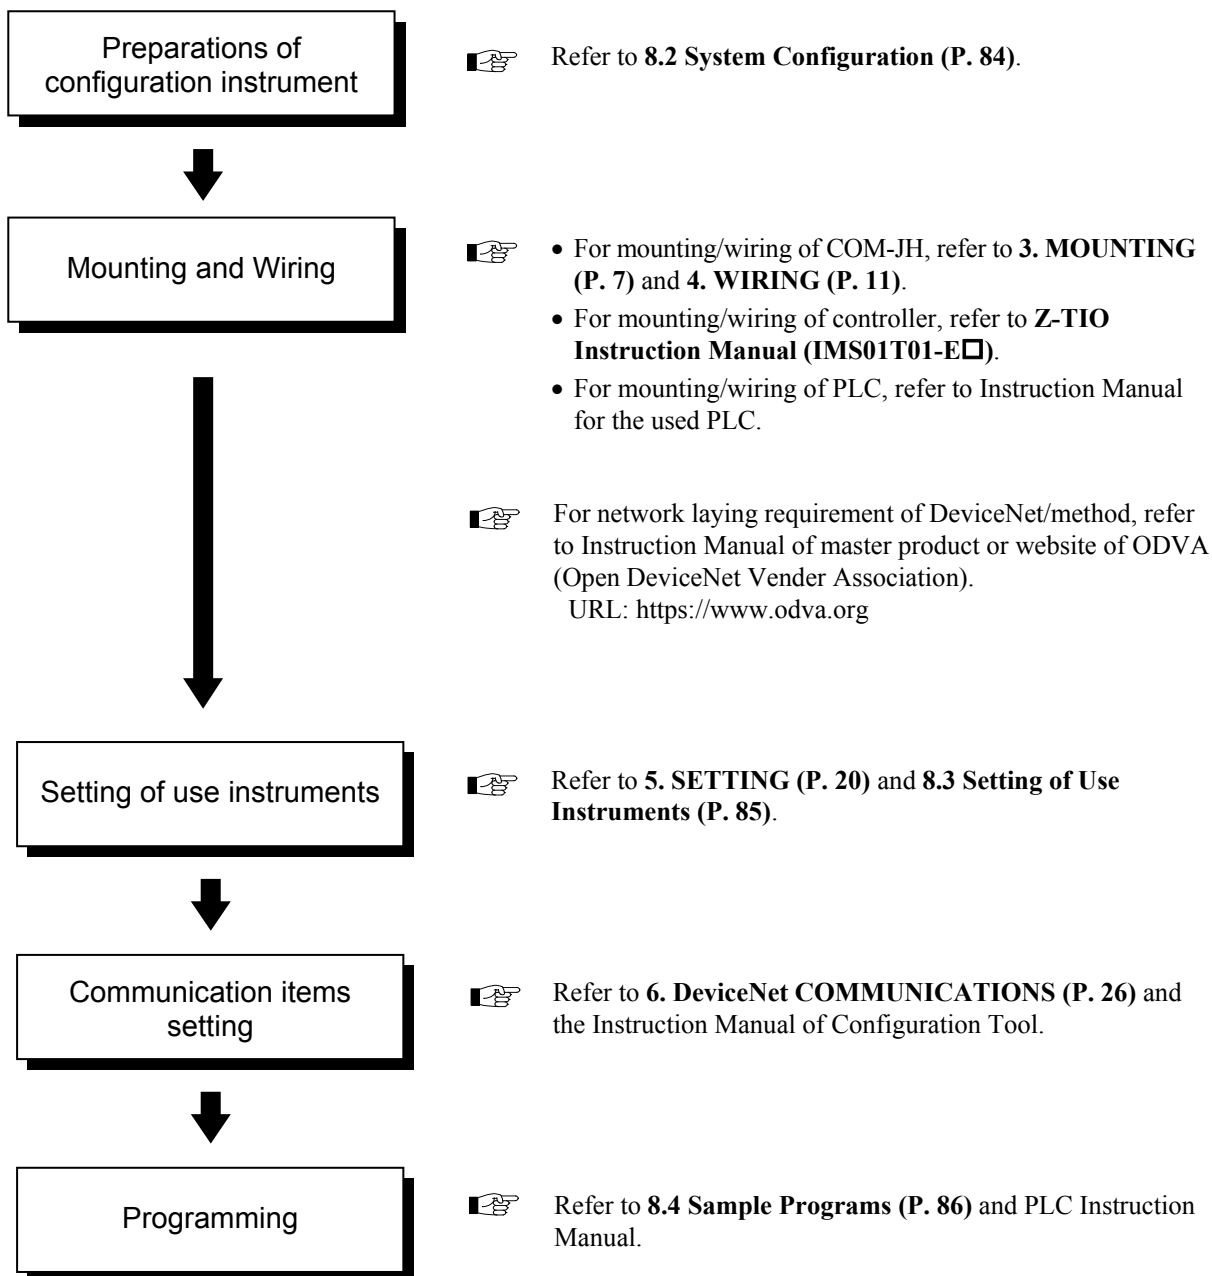 Preparations of
configuration instrument
Refer to 8.2 System Configuration (P. 84).
Mounting and Wiring
• For mounting/wiring of COM-JH, refer to 3. MOUNTING
(P. 7) and 4. WIRING (P. 11).
• For mounting/wiring of controller, refer to Z-TIO
Instruction Manual (IMS01T01-E□).
• For mounting/wiring of PLC, refer to Instruction Manual
for the used PLC.
For network laying requirement of DeviceNet/method, refer
to Instruction Manual of master product or website of ODVA
(Open DeviceNet Vender Association).
URL: https://www.odva.org
Setting of use instruments
Refer to 5. SETTING (P. 20) and 8.3 Setting of Use
Instruments (P. 85).
Communication items
setting
Refer to 6. DeviceNet COMMUNICATIONS (P. 26) and
the Instruction Manual of Configuration Tool.
Programming
Refer to 8.4 Sample Programs (P. 86) and PLC Instruction
Manual.